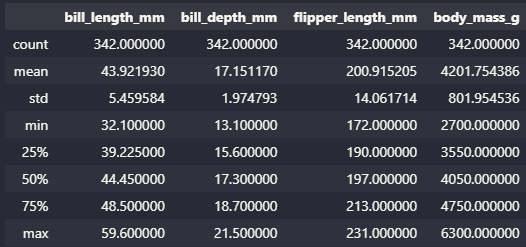 bill_length_mm bill_depth_mm flipper_length_mm body_mass_g
count 342.000000 342.000000 342.000000 342.000000
mean 43.921930 17.151170 200.915205 4201.754386
std 5.459584 1.974793 14.061714 801.954536
min 32.100000 13.100000 172.000000 2700.000000
25% 39.225000 15.600000 190.000000 3550.000000
50% 44.450000 17.300000 197.000000 4050.000000
75% 48.500000 18.700000 213.000000 4750.000000
max 59.600000 21.500000 231.000000 6300.000000